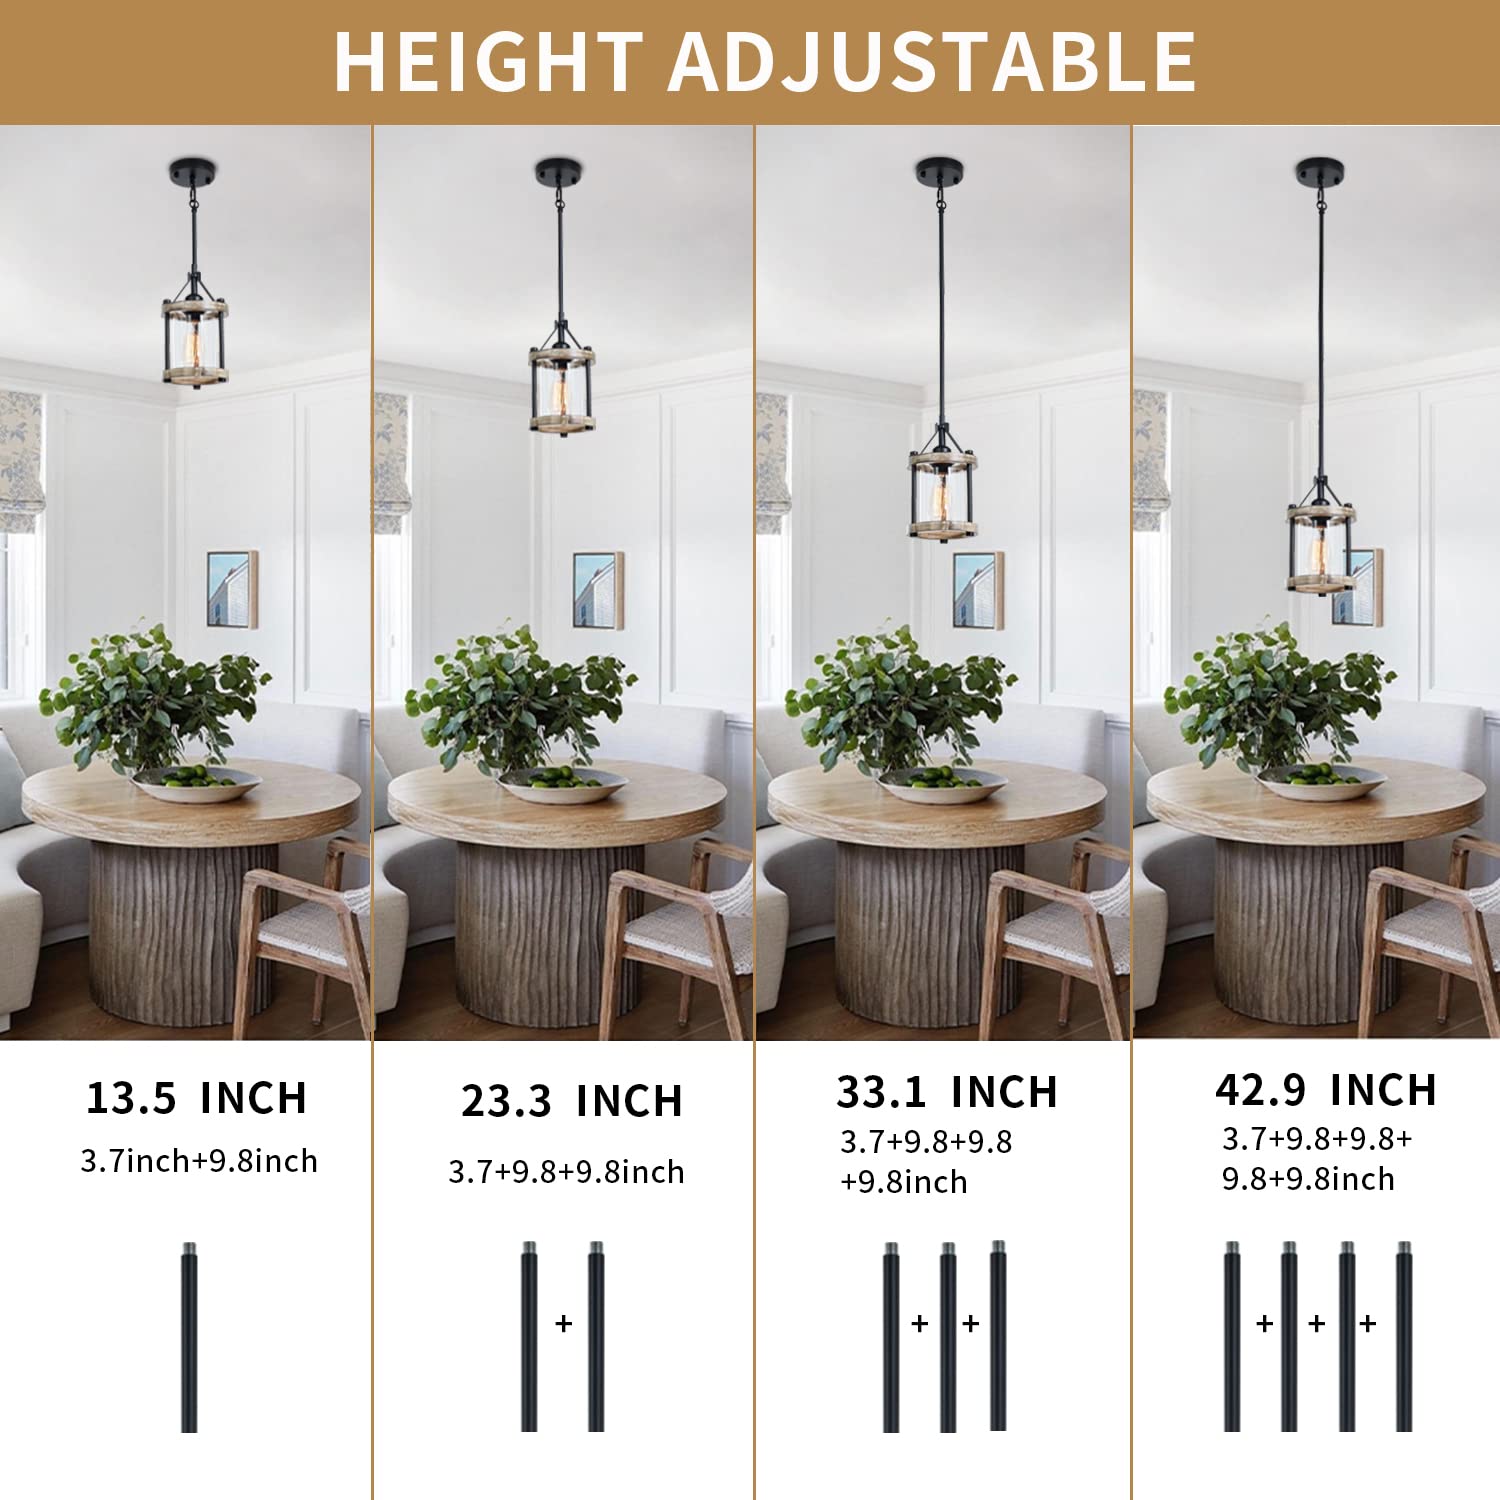 HEIGHT ADJUSTABLE
13.5 INCH
3.7inch+9.8inch
+
23.3 INCH
3.7+9.8+9.8inch
33.1 INCH
3.7+9.8+9.8
+9.8inch
+ +
42.9 INCH
3.7+9.8+9.8+
9.8+9.8inch
+ + +